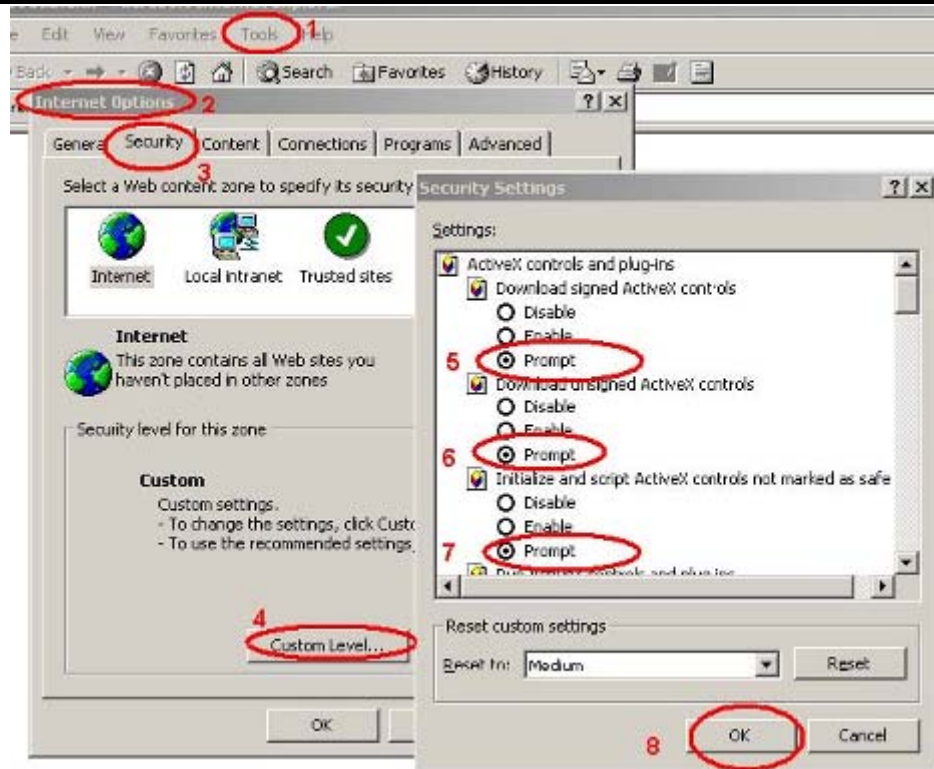 Edit View Favorites Tools Help
1
Back Search Favorites History
Internet Options
2
General Security Content Connections Programs Advanced
3
Select a Web content zone to specify its security
Internet Local intranet Trusted sites
Internet
This zone contains all Web sites you
haven't placed in other zones
Security level for this zone
Custom
Custom settings.
- To change the settings, click Custo
- To use the recommended settings,
4
Custom Level...
OK
Security Settings
Settings:
ActiveX controls and plug-ins
Download signed ActiveX controls
Disable
Enable
5 Prompt
Download unsigned ActiveX controls
Disable
Enable
6 Prompt
Initialize and script ActiveX controls not marked as safe
Disable
Enable
7 Prompt
Run ActiveX controls and plug-ins
Reset custom settings
Reset to: Medium Reset
8 OK Cancel